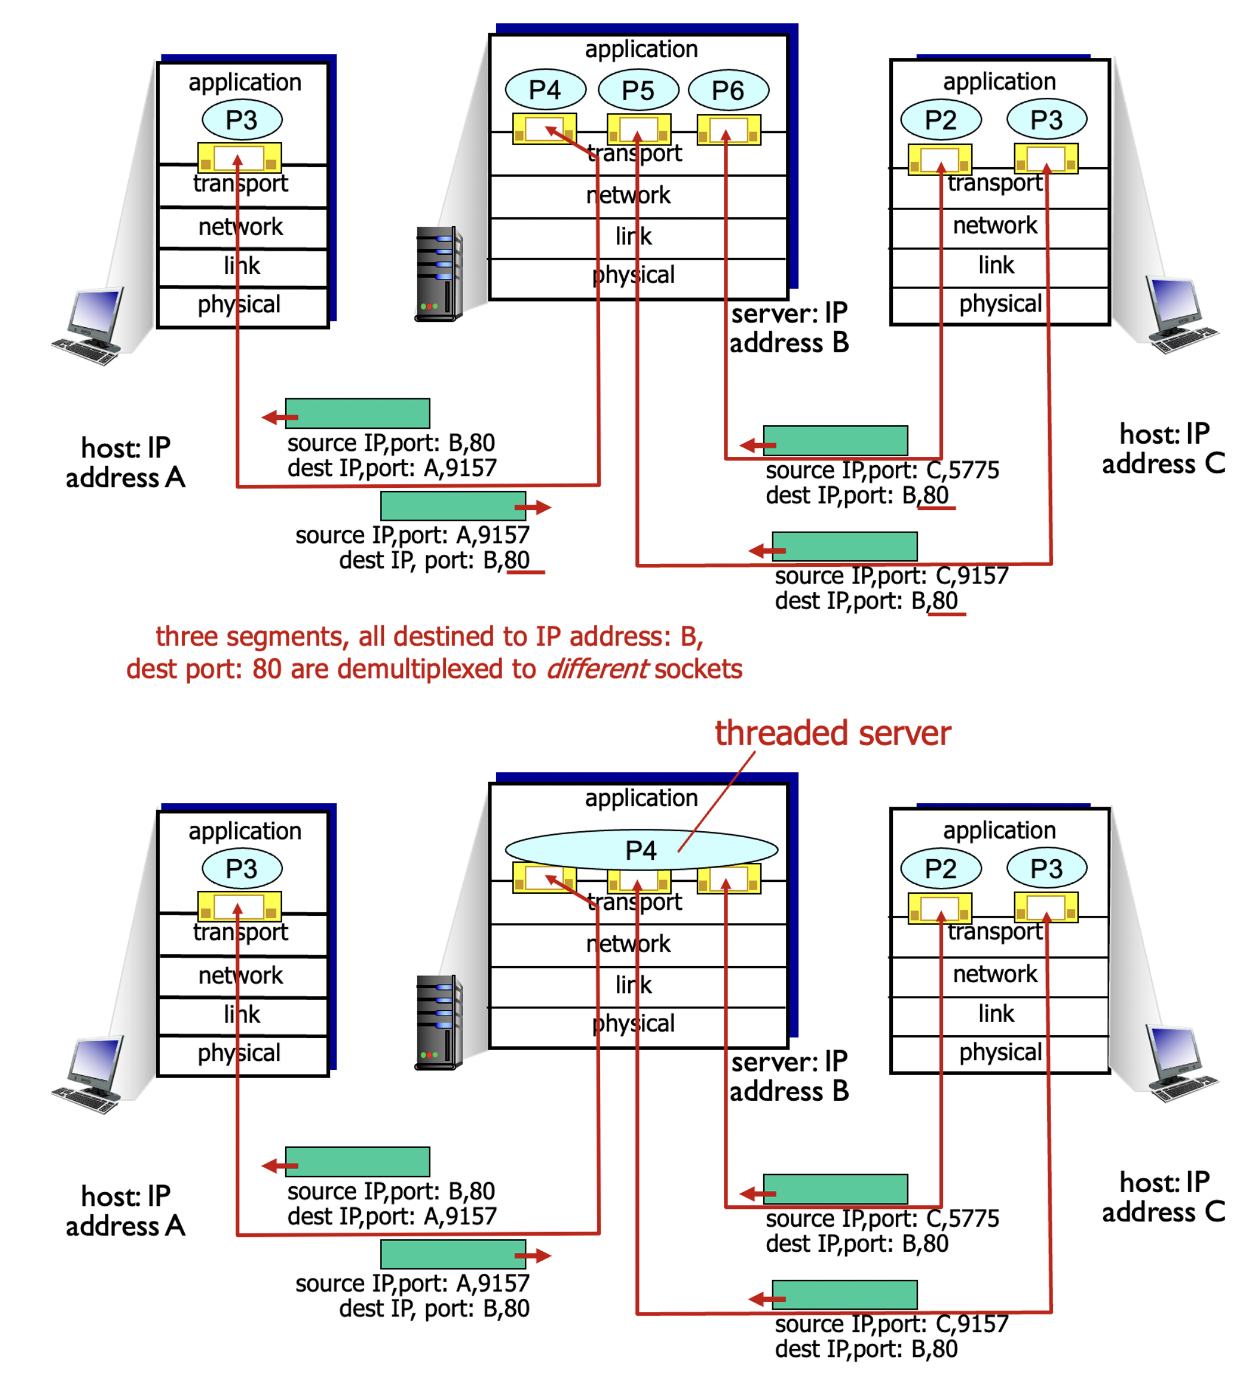 application
P3
transport
network
link
physical
host: IP
address A
application
P4 P5 P6
transport
network
link
physical
server: IP
address B
application
P2 P3
transport
network
link
physical
host: IP
address C
source IP,port: B,80
dest IP,port: A,9157
source IP,port: A,9157
dest IP, port: B,80
source IP,port: C,5775
dest IP,port: B,80
source IP,port: C,9157
dest IP,port: B,80
three segments, all destined to IP address: B,
dest port: 80 are demultiplexed to different sockets
threaded server
application
P3
transport
network
link
physical
host: IP
address A
application
P4
transport
network
link
physical
server: IP
address B
application
P2 P3
transport
network
link
physical
host: IP
address C
source IP,port: B,80
dest IP,port: A,9157
source IP,port: A,9157
dest IP, port: B,80
source IP,port: C,5775
dest IP,port: B,80
source IP,port: C,9157
dest IP,port: B,80